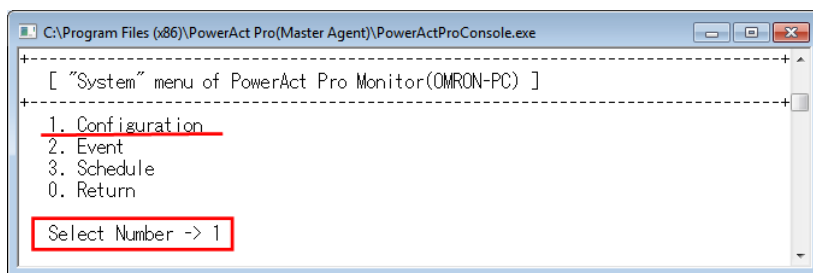 C:\Program Files (x86)\PowerAct Pro(Master Agent)\PowerActProConsole.exe
+------------------------------------------------------------------------------+
[ "System" menu of PowerAct Pro Monitor(OMRON-PC) ]
+------------------------------------------------------------------------------+
1. Configuration
2. Event
3. Schedule
0. Return
Select Number -> 1